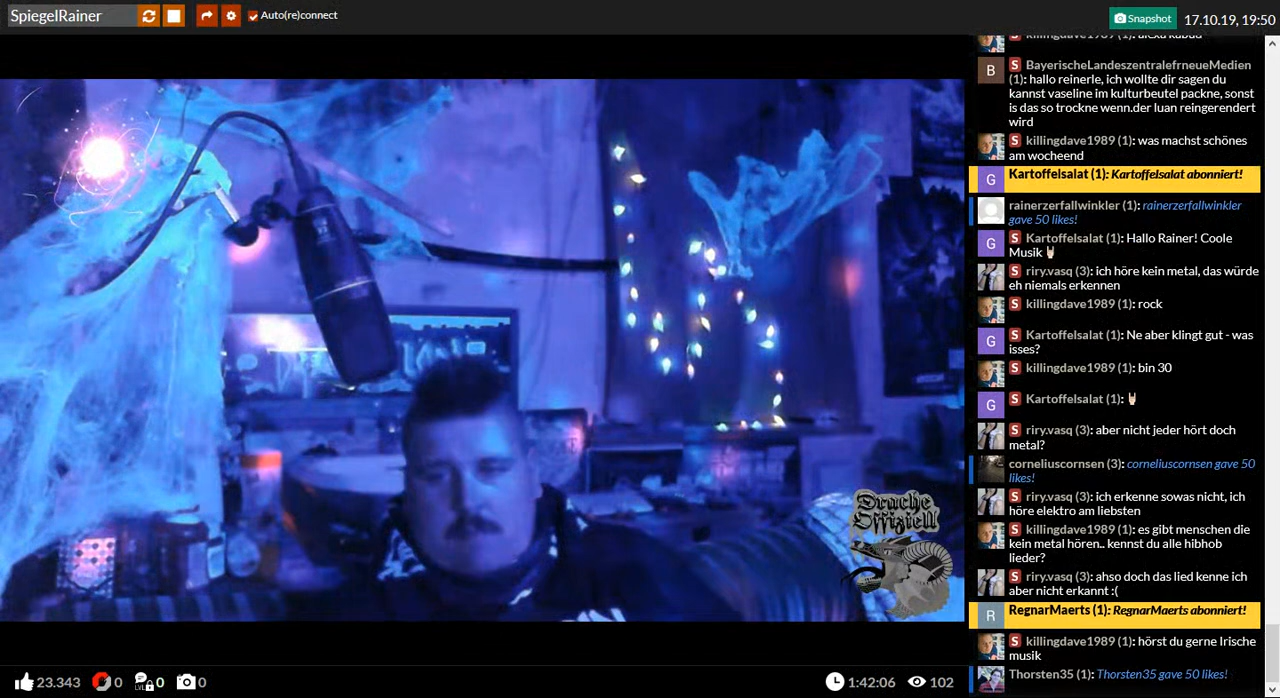 SpiegelRainer
Auto(re)connect
Snapshot
17.10.19, 19:50
killingdave1989 (1): alexa kabud
B
S BayerischeLandeszentralefrneueMedien
(1): hallo reinerle, ich wollte dir sagen du
kannst vaseline im kulturbeutel packne, sonst
is das so trockne wenn.der luan reingerendert
wird
S killingdave1989 (1): was machst schönes
am wocheend
G
Kartoffelsalat (1): Kartoffelsalat abonniert!
rainerzerfallwinkler (1): rainerzerfallwinkler
gave 50 likes!
G
S Kartoffelsalat (1): Hallo Rainer! Coole
Musik 🤘🏻
S riry.vasq (3): ich höre kein metal, das würde
eh niemals erkennen
S killingdave1989 (1): rock
G
S Kartoffelsalat (1): Ne aber klingt gut - was
isses?
S killingdave1989 (1): bin 30
G
S Kartoffelsalat (1): 🤘🏻
S riry.vasq (3): aber nicht jeder hört doch
metal?
corneliuscornsen (3): corneliuscornsen gave 50
likes!
S riry.vasq (3): ich erkenne sowas nicht, ich
höre elektro am liebsten
S killingdave1989 (1): es gibt menschen die
kein metal hören.. kennst du alle hibhob
lieder?
S riry.vasq (3): ahso doch das lied kenne ich
aber nicht erkannt :(
R
RegnarMaerts (1): RegnarMaerts abonniert!
S killingdave1989 (1): hörst du gerne Irische
musik
Thorsten35 (1): Thorsten35 gave 50 likes!
Drache
Offiziell
23.343
0
LVL
0
0
1:42:06
102